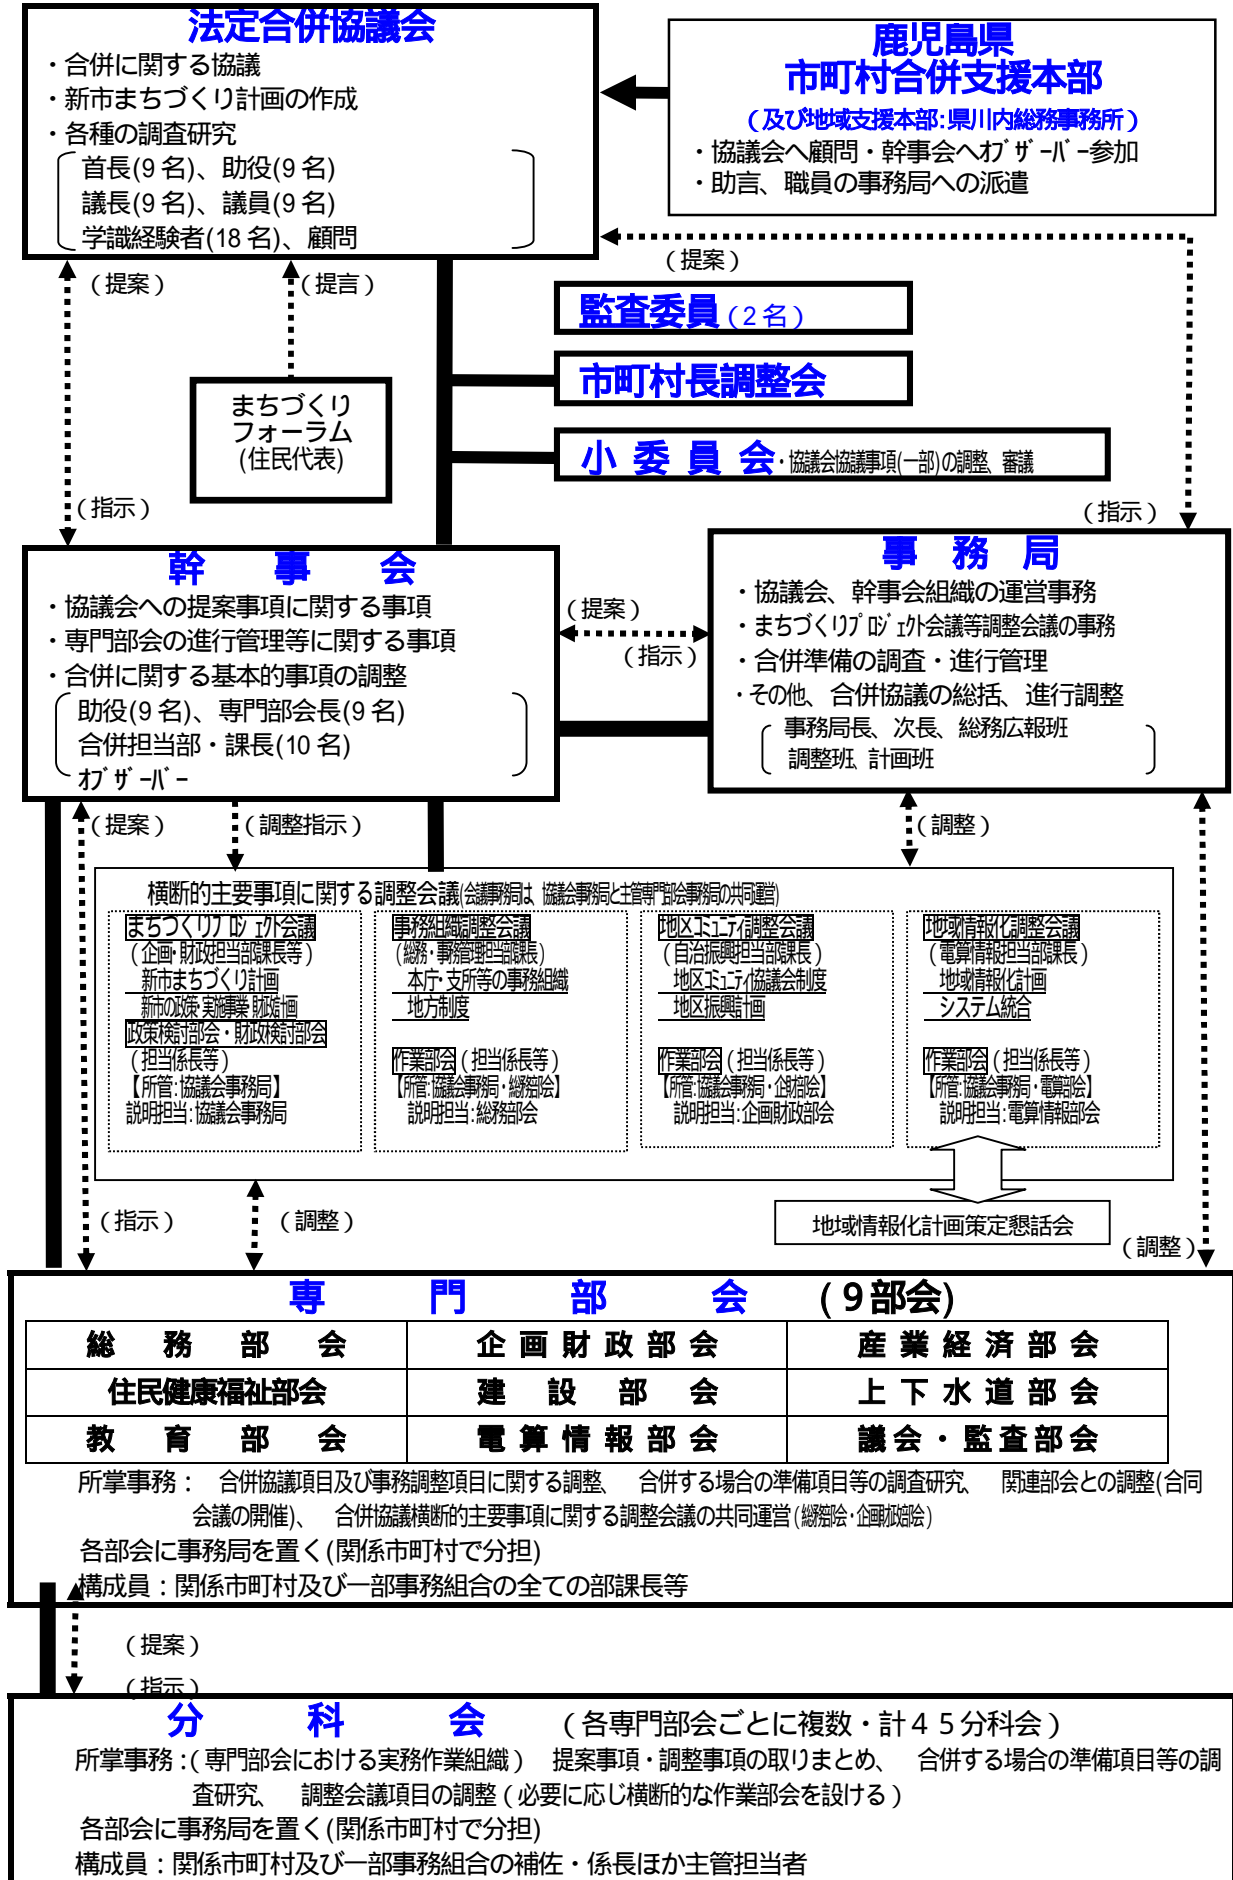 法定合併協議会
・合併に関する協議
・新市まちづくり計画の作成
・各種の調査研究
首長(9名)、助役(9名)
議長(9名)、議員(9名)
学識経験者(18名)、顧問
鹿児島県
市町村合併支援本部
（及び地域支援本部:県川内総務事務所）
・協議会へ顧問・幹事会へｵﾌﾞｻﾞｰﾊﾞｰ参加
・助言、職員の事務局への派遣
（提案）
（提言）
（提案）
監査委員（2名）
市町村長調整会
小委員会・協議会協議事項(一部)の調整、審議
まちづくり
フォーラム
(住民代表)
（指示）
（指示）
幹事会
・協議会への提案事項に関する事項
・専門部会の進行管理等に関する事項
・合併に関する基本的事項の調整
助役(9名)、専門部会長(9名)
合併担当部・課長(10名)
ｵﾌﾞｻﾞｰﾊﾞｰ
（提案）
（指示）
事務局
・協議会、幹事会組織の運営事務
・まちづくりﾌﾟﾛｼﾞｪｸﾄ会議等調整会議の事務
・合併準備の調査・進行管理
・その他、合併協議の総括、進行調整
事務局長、次長、総務広報班
調整班、計画班
（提案）
（調整指示）
（調整）
横断的主要事項に関する調整会議(会議事務局は、協議会事務局と主管専門部会事務局の共同運営)
まちづくりﾌﾟﾛｼﾞｪｸﾄ会議
（企画・財政担当部課長等）
新市まちづくり計画
新市の政策・実施事業・財政計画
政策検討部会・財政検討部会
（担当係長等）
【所管:協議会事務局】
説明担当:協議会事務局
事務組織調整会議
（総務・事務管理担当部課長）
本庁・支所等の事務組織
地方制度
作業部会（担当係長等）
【所管:協議会事務局・総務部会】
説明担当:総務部会
地区ｺﾐｭﾆﾃｨ調整会議
（自治振興担当部課長）
地区ｺﾐｭﾆﾃｨ協議会制度
地区振興計画
作業部会（担当係長等）
【所管:協議会事務局・企財部会】
説明担当:企画財政部会
地域情報化調整会議
（電算情報担当部課長）
地域情報化計画
システム統合
作業部会（担当係長等）
【所管:協議会事務局・電算部会】
説明担当:電算情報部会
（指示）
（調整）
地域情報化計画策定懇話会
（調整）
専門部会（９部会)
総務部会
企画財政部会
産業経済部会
住民健康福祉部会
建設部会
上下水道部会
教育部会
電算情報部会
議会・監査部会
所掌事務： 合併協議項目及び事務調整項目に関する調整、 合併する場合の準備項目等の調査研究、 関連部会との調整(合同
会議の開催)、 合併協議横断的主要事項に関する調整会議の共同運営(総務部会・企画財政部会)
各部会に事務局を置く(関係市町村で分担)
構成員：関係市町村及び一部事務組合の全ての部課長等
（提案）
（指示）
分科会（各専門部会ごとに複数・計４５分科会）
所掌事務:(専門部会における実務作業組織) 提案事項・調整事項の取りまとめ、 合併する場合の準備項目等の調
査研究、 調整会議項目の調整（必要に応じ横断的な作業部会を設ける）
各部会に事務局を置く(関係市町村で分担)
構成員：関係市町村及び一部事務組合の補佐・係長ほか主管担当者